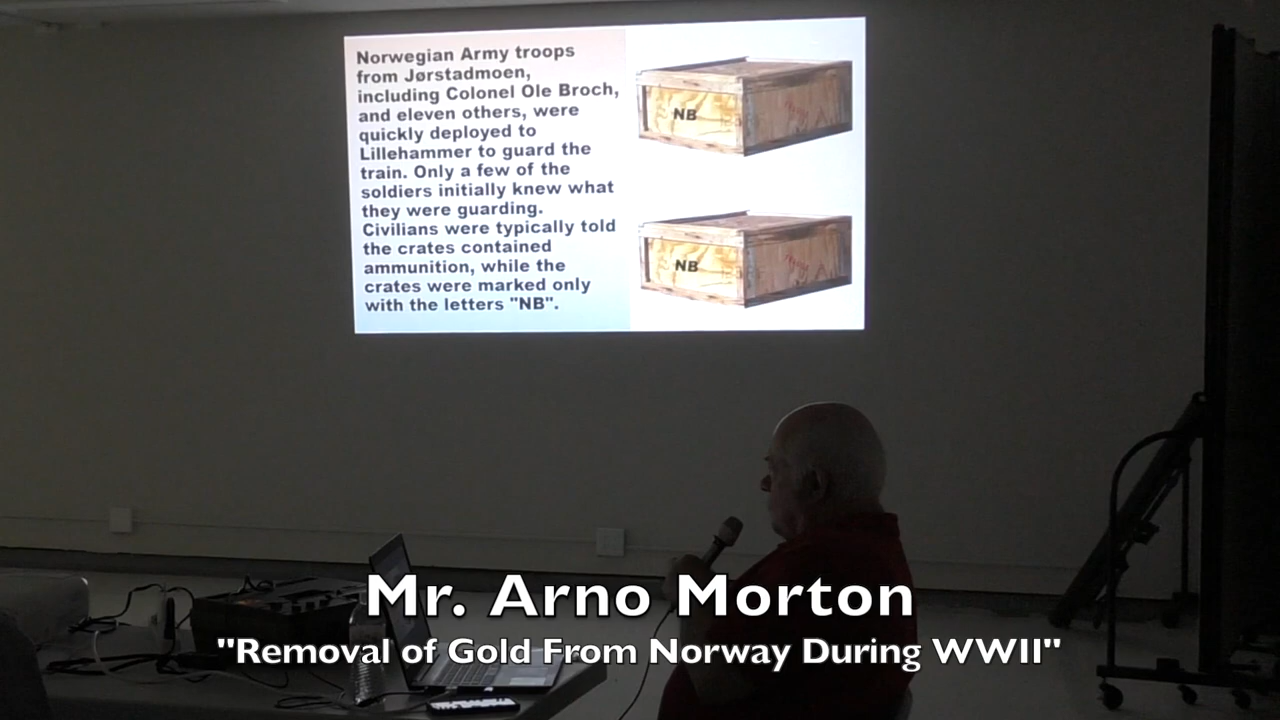 Norwegian Army troops
from Jørstadmoen,
including Colonel Ole Broch,
and eleven others, were
quickly deployed to
Lillehammer to guard the
train. Only a few of the
soldiers initially knew what
they were guarding.
Civilians were typically told
the crates contained
ammunition, while the
crates were marked only
with the letters "NB".
NB
NB
Mr. Arno Morton
"Removal of Gold From Norway During WWII"